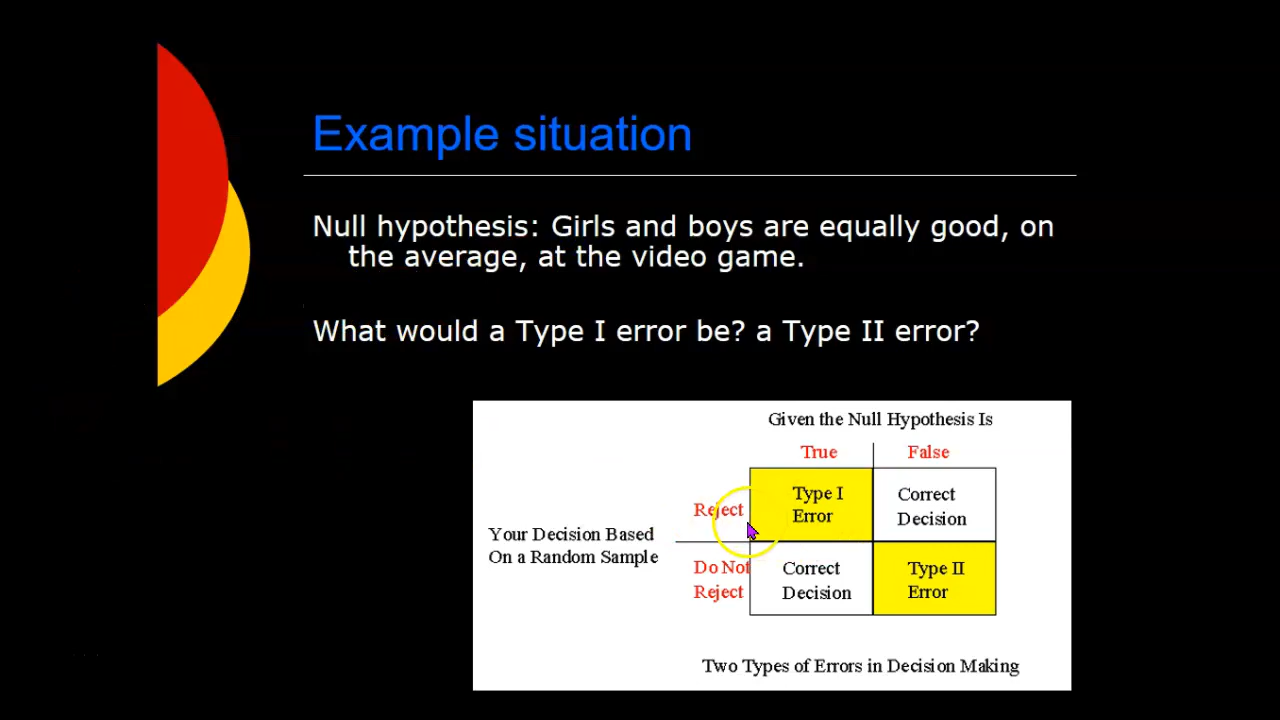 Example situation
Null hypothesis: Girls and boys are equally good, on
the average, at the video game.
What would a Type I error be? a Type II error?
Given the Null Hypothesis Is
True False
Reject
Type I
Error
Correct
Decision
Your Decision Based
On a Random Sample
Do Not
Reject
Correct
Decision
Type II
Error
Two Types of Errors in Decision Making